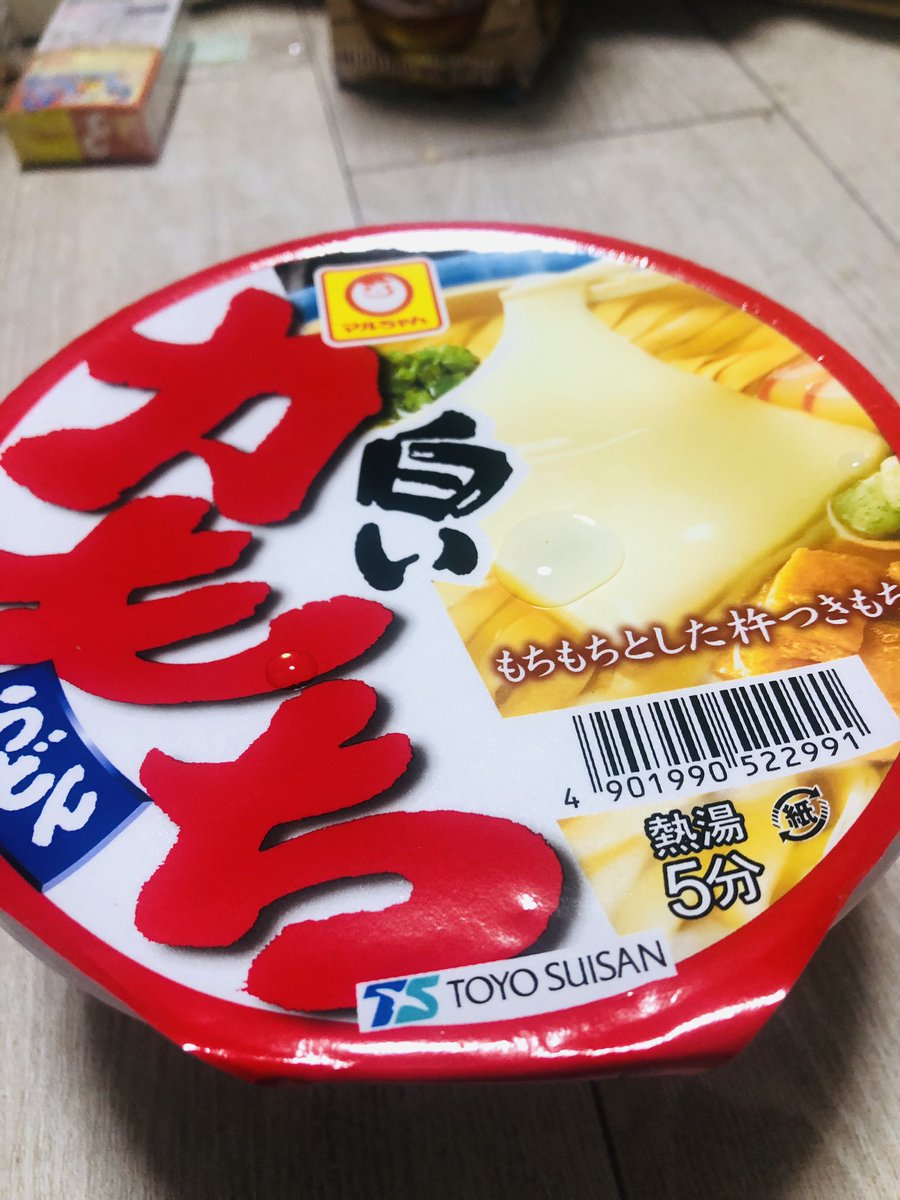 マルちゃん
白い
力もち
うどん
もちもちとした杵つきもち
4 901990 522991
熱湯
5分
紙
TS TOYO SUISAN